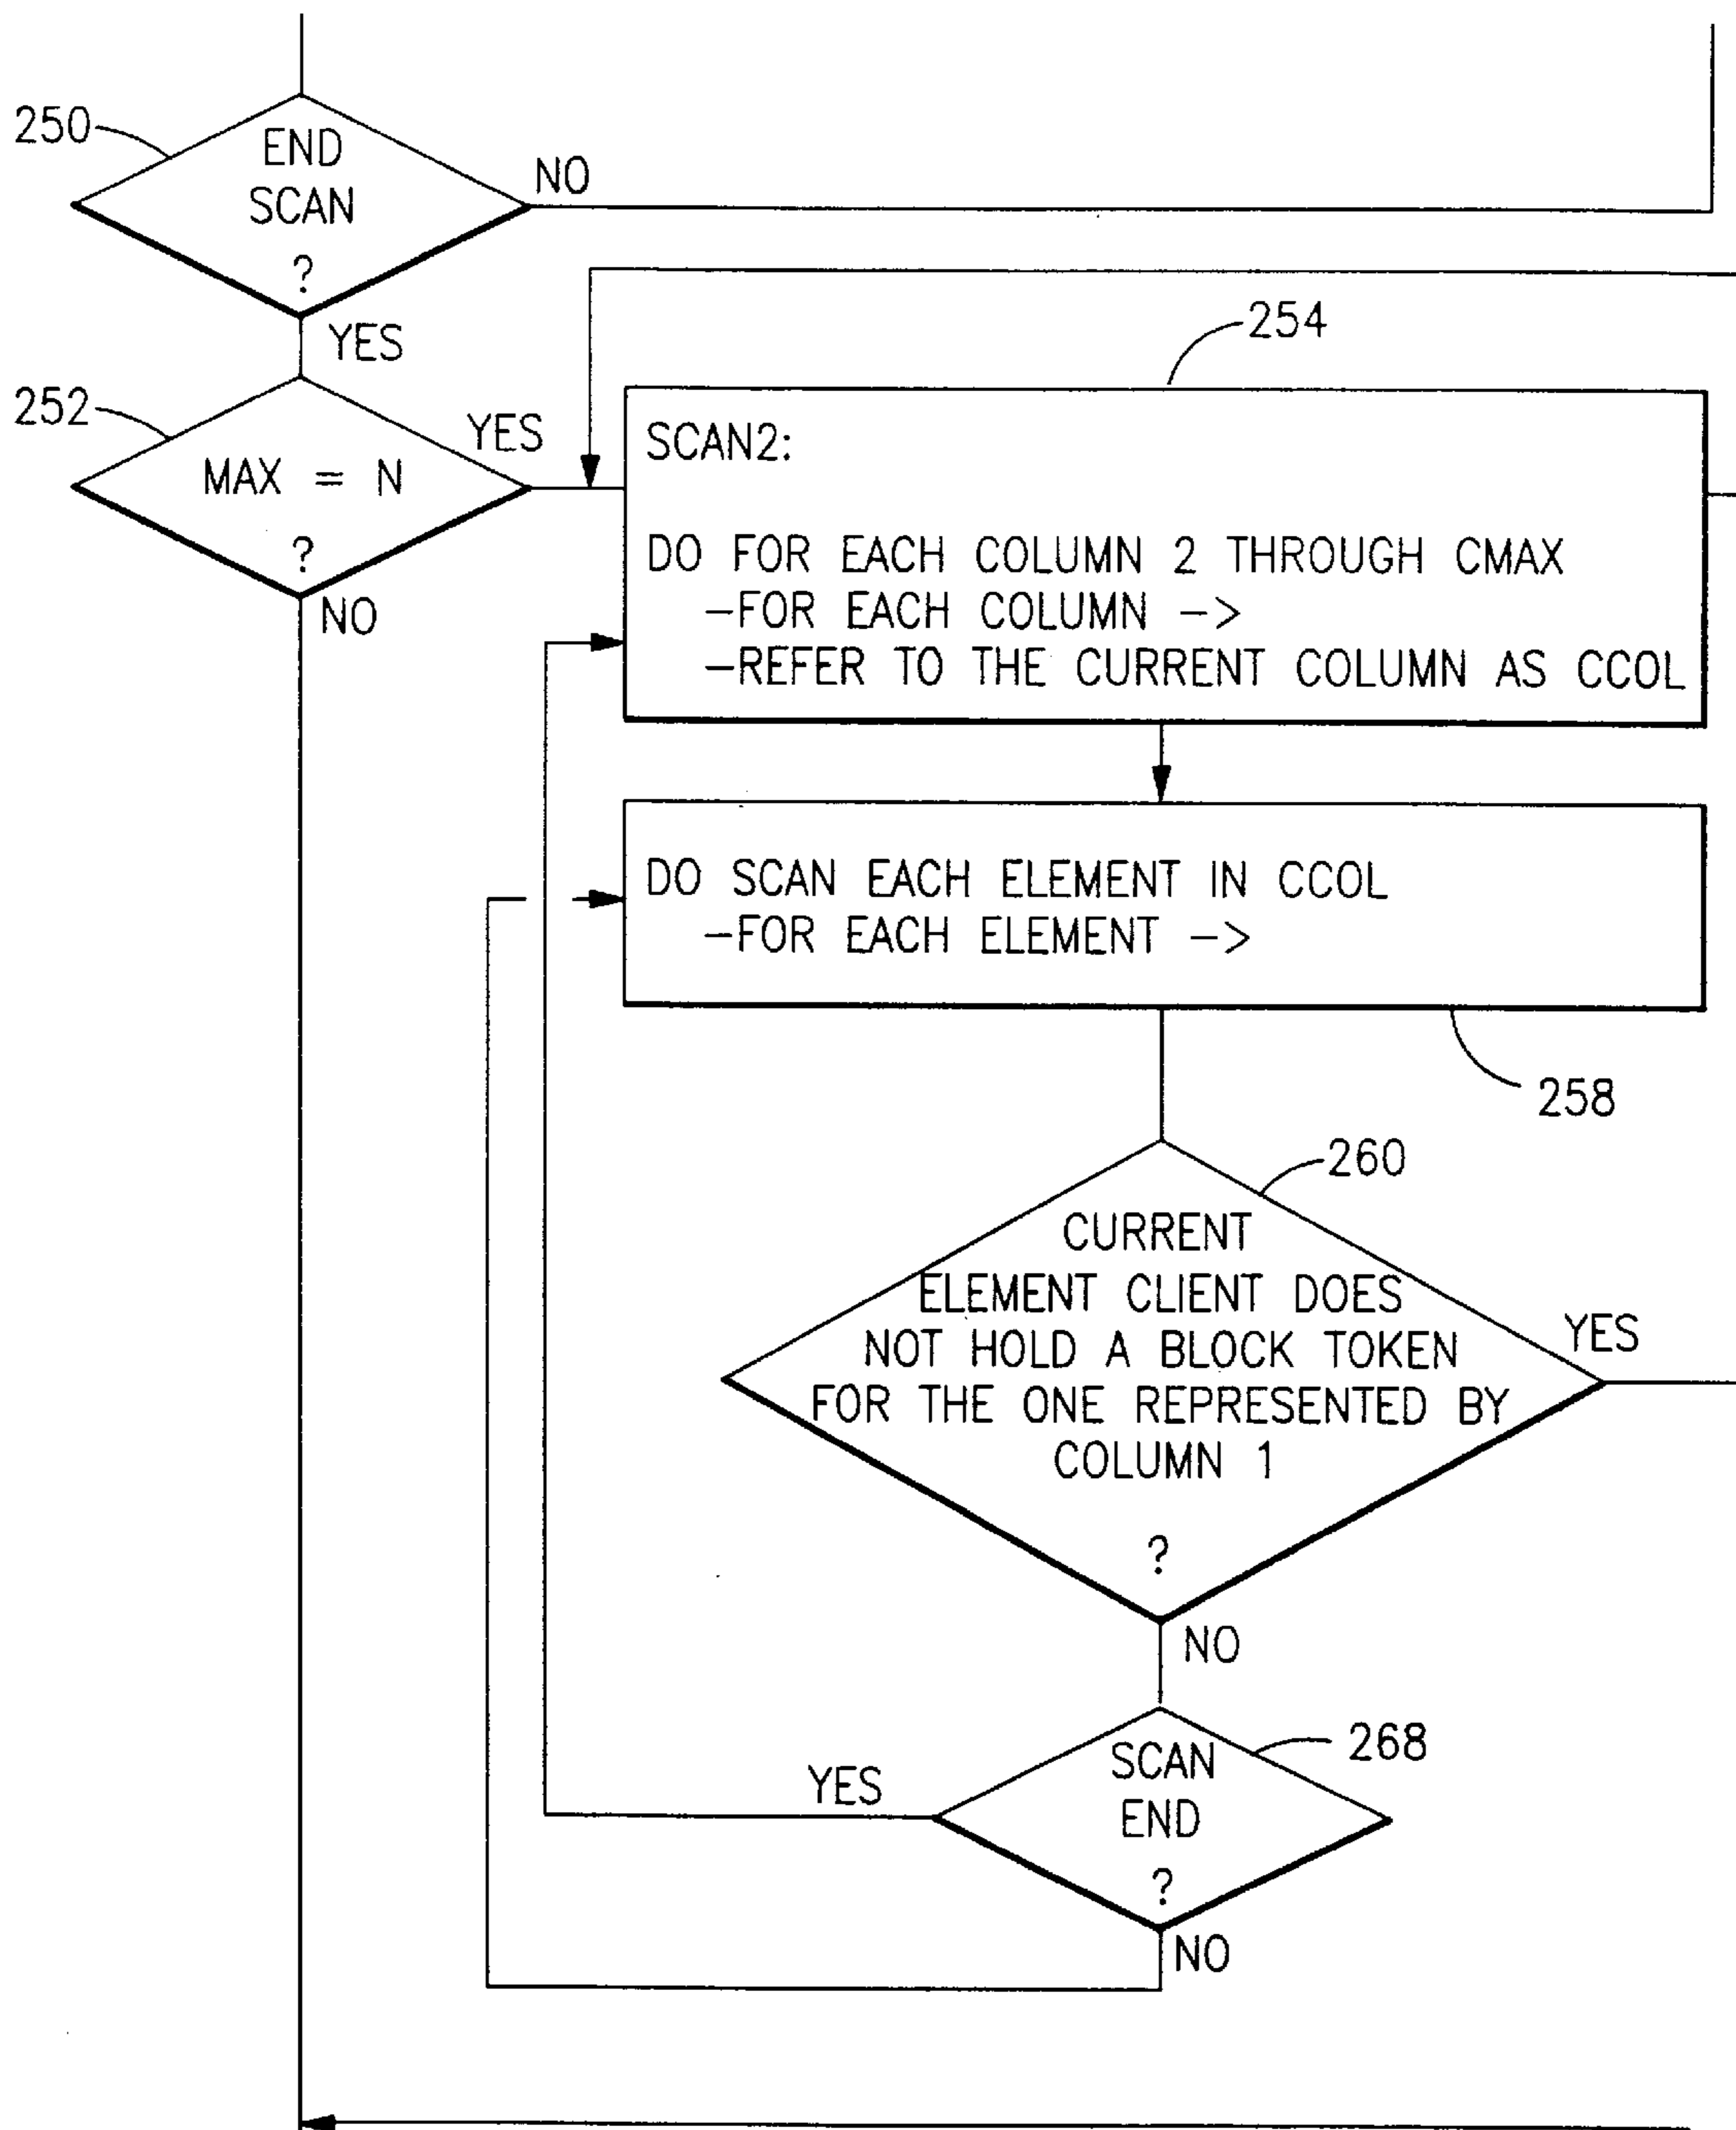 250
END
SCAN
?
NO
YES
252
MAX = N
?
YES
NO
254
SCAN2:
DO FOR EACH COLUMN 2 THROUGH CMAX
-FOR EACH COLUMN ->
-REFER TO THE CURRENT COLUMN AS CCOL
DO SCAN EACH ELEMENT IN CCOL
-FOR EACH ELEMENT ->
258
260
CURRENT
ELEMENT CLIENT DOES
NOT HOLD A BLOCK TOKEN
FOR THE ONE REPRESENTED BY
COLUMN 1
?
YES
NO
268
SCAN
END
?
YES
NO